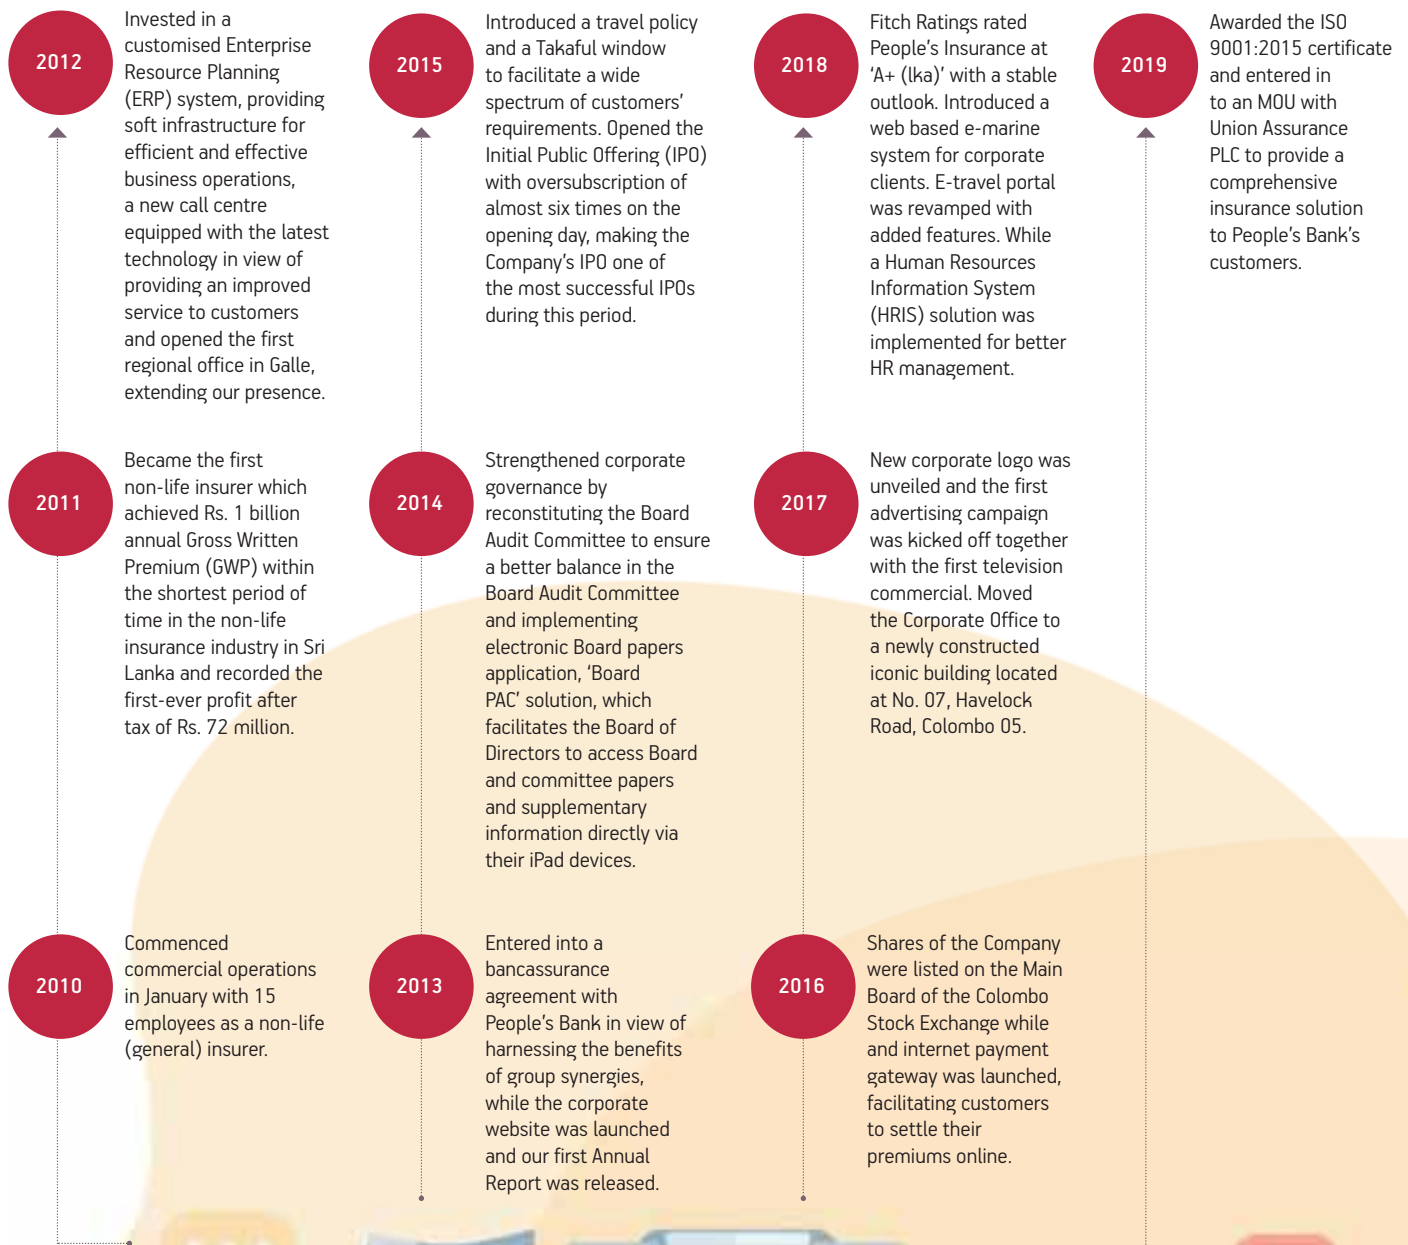 2012
Invested in a
customised Enterprise
Resource Planning
(ERP) system, providing
soft infrastructure for
efficient and effective
business operations,
a new call centre
equipped with the latest
technology in view of
providing an improved
service to customers
and opened the first
regional office in Galle,
extending our presence.
2011
Became the first
non-life insurer which
achieved Rs. 1 billion
annual Gross Written
Premium (GWP) within
the shortest period of
time in the non-life
insurance industry in Sri
Lanka and recorded the
first-ever profit after
tax of Rs. 72 million.
2010
Commenced
commercial operations
in January with 15
employees as a non-life
(general) insurer.
2015
Introduced a travel policy
and a Takaful window
to facilitate a wide
spectrum of customers’
requirements. Opened the
Initial Public Offering (IPO)
with oversubscription of
almost six times on the
opening day, making the
Company’s IPO one of
the most successful IPOs
during this period.
2014
Strengthened corporate
governance by
reconstituting the Board
Audit Committee to ensure
a better balance in the
Board Audit Committee
and implementing
electronic Board papers
application, ‘Board
PAC’ solution, which
facilitates the Board of
Directors to access Board
and committee papers
and supplementary
information directly via
their iPad devices.
2013
Entered into a
bancassurance
agreement with
People’s Bank in view of
harnessing the benefits
of group synergies,
while the corporate
website was launched
and our first Annual
Report was released.
2018
Fitch Ratings rated
People’s Insurance at
‘A+ (lka)’ with a stable
outlook. Introduced a
web based e-marine
system for corporate
clients. E-travel portal
was revamped with
added features. While
a Human Resources
Information System
(HRIS) solution was
implemented for better
HR management.
2017
New corporate logo was
unveiled and the first
advertising campaign
was kicked off together
with the first television
commercial. Moved
the Corporate Office to
a newly constructed
iconic building located
at No. 07, Havelock
Road, Colombo 05.
2016
Shares of the Company
were listed on the Main
Board of the Colombo
Stock Exchange while
and internet payment
gateway was launched,
facilitating customers
to settle their
premiums online.
2019
Awarded the ISO
9001:2015 certificate
and entered in
to an MOU with
Union Assurance
PLC to provide a
comprehensive
insurance solution
to People’s Bank’s
customers.